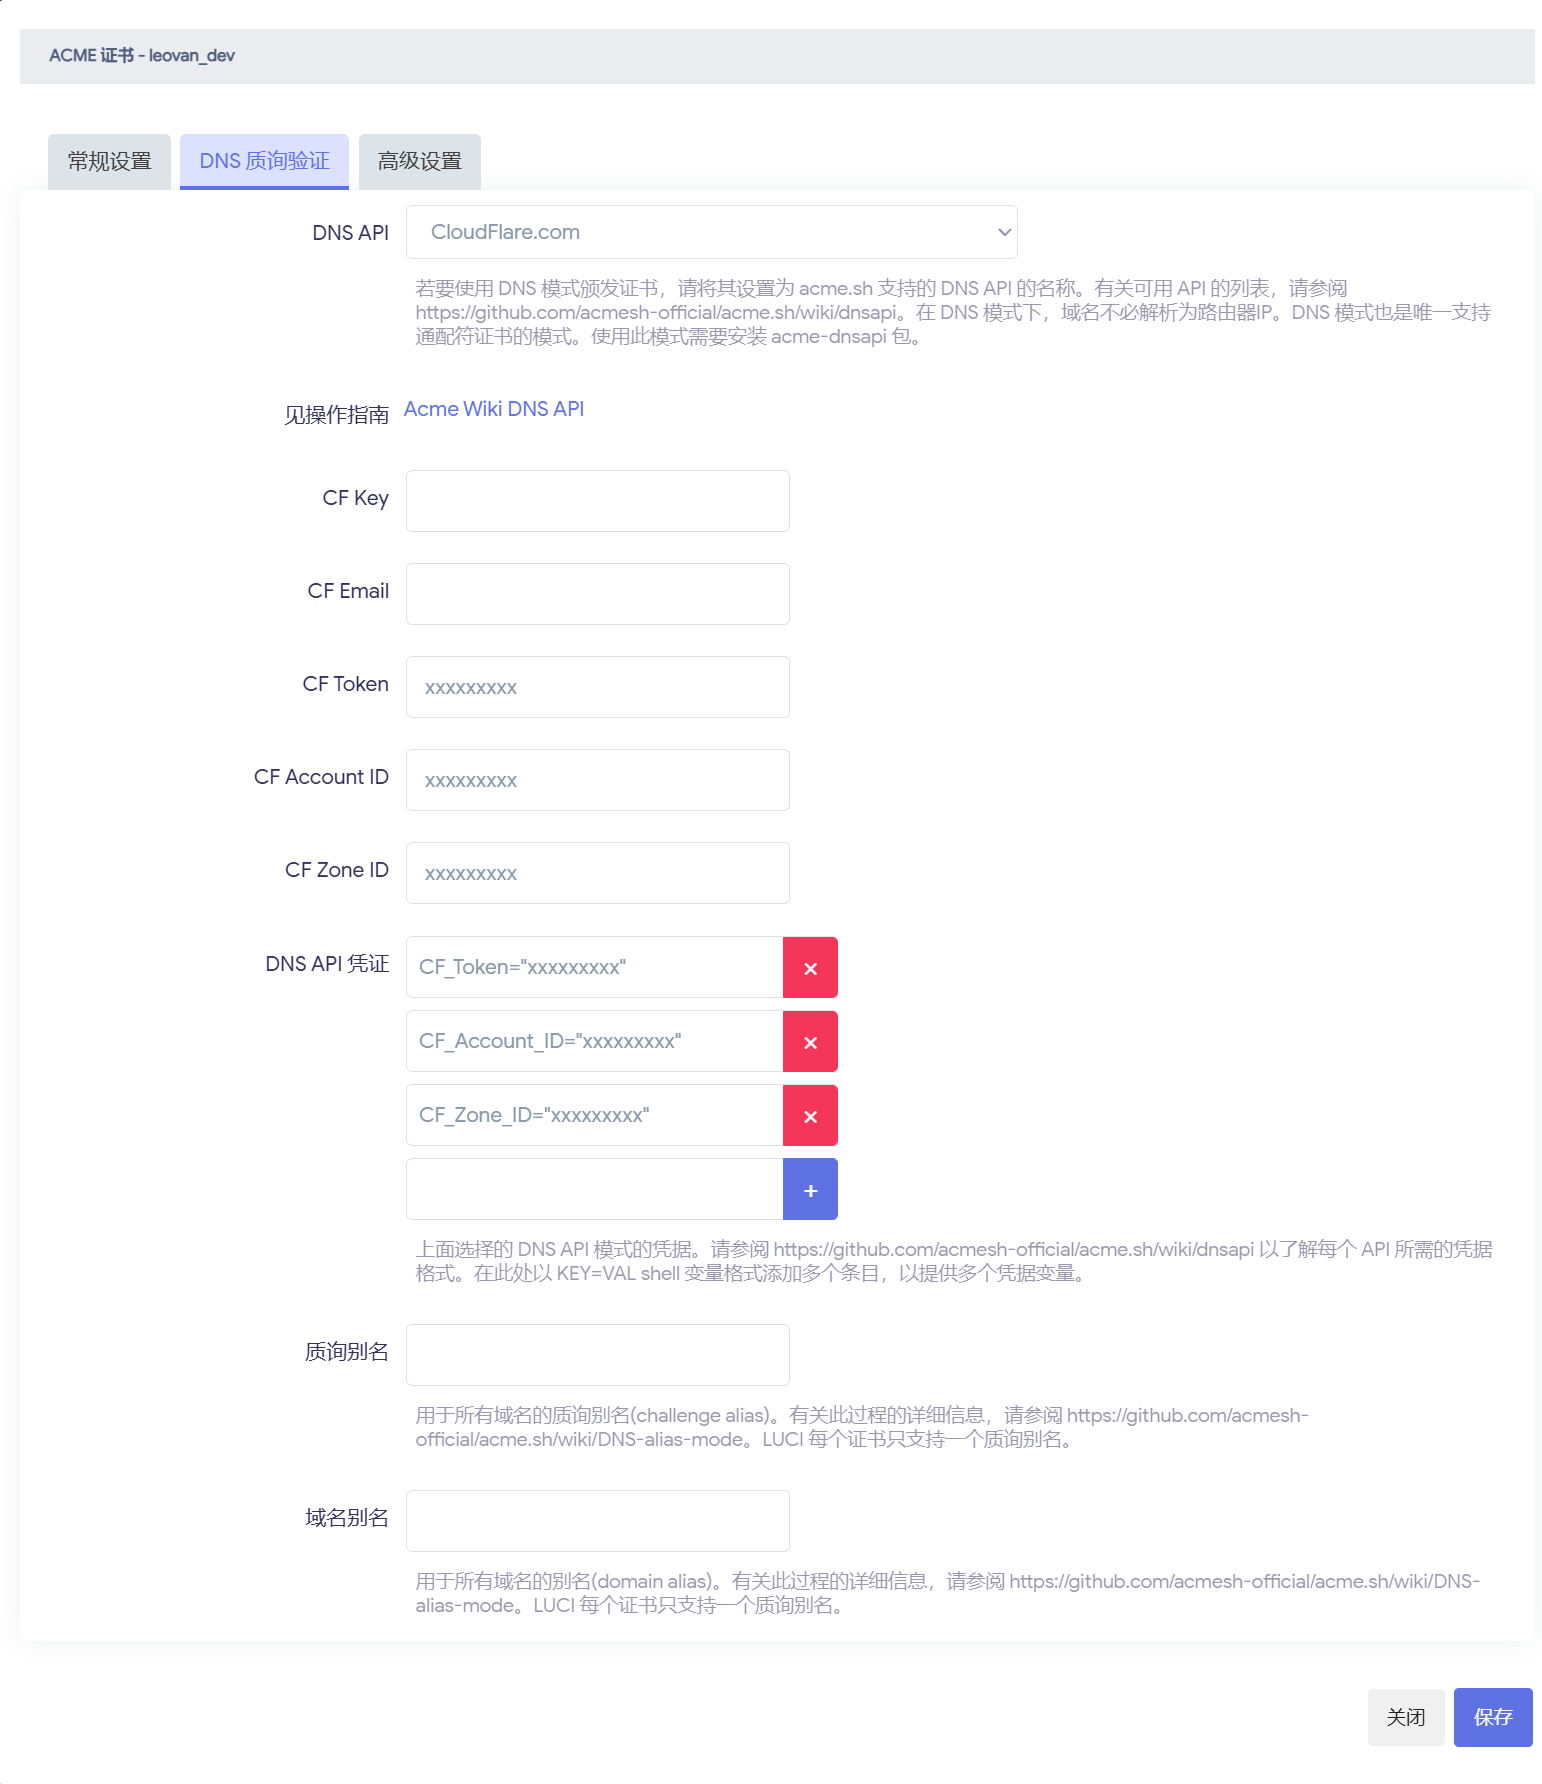 ACME 证书 - leovan_dev
常规设置
DNS 质询验证
高级设置
DNS API
CloudFlare.com
若要使用 DNS 模式颁发证书，请将其设置为 acme.sh 支持的 DNS API 的名称。有关可用 API 的列表，请参阅
https://github.com/acmesh-official/acme.sh/wiki/dnsapi。在 DNS 模式下，域名不必解析为路由器IP。DNS 模式也是唯一支持
通配符证书的模式。使用此模式需要安装 acme-dnsapi 包。
见操作指南
Acme Wiki DNS API
CF Key
CF Email
CF Token
xxxxxxxxx
CF Account ID
xxxxxxxxx
CF Zone ID
xxxxxxxxx
DNS API 凭证
CF_Token="xxxxxxxxx"
×
CF_Account_ID="xxxxxxxxx"
×
CF_Zone_ID="xxxxxxxxx"
×
+
上面选择的 DNS API 模式的凭据。请参阅 https://github.com/acmesh-official/acme.sh/wiki/dnsapi 以了解每个 API 所需的凭据
格式。在此处以 KEY=VAL shell 变量格式添加多个条目，以提供多个凭据变量。
质询别名
用于所有域名的质询别名(challenge alias)。有关此过程的详细信息，请参阅 https://github.com/acmesh-
official/acme.sh/wiki/DNS-alias-mode。LUCI 每个证书只支持一个质询别名。
域名别名
用于所有域名的别名(domain alias)。有关此过程的详细信息，请参阅 https://github.com/acmesh-official/acme.sh/wiki/DNS-
alias-mode。LUCI 每个证书只支持一个质询别名。
关闭
保存